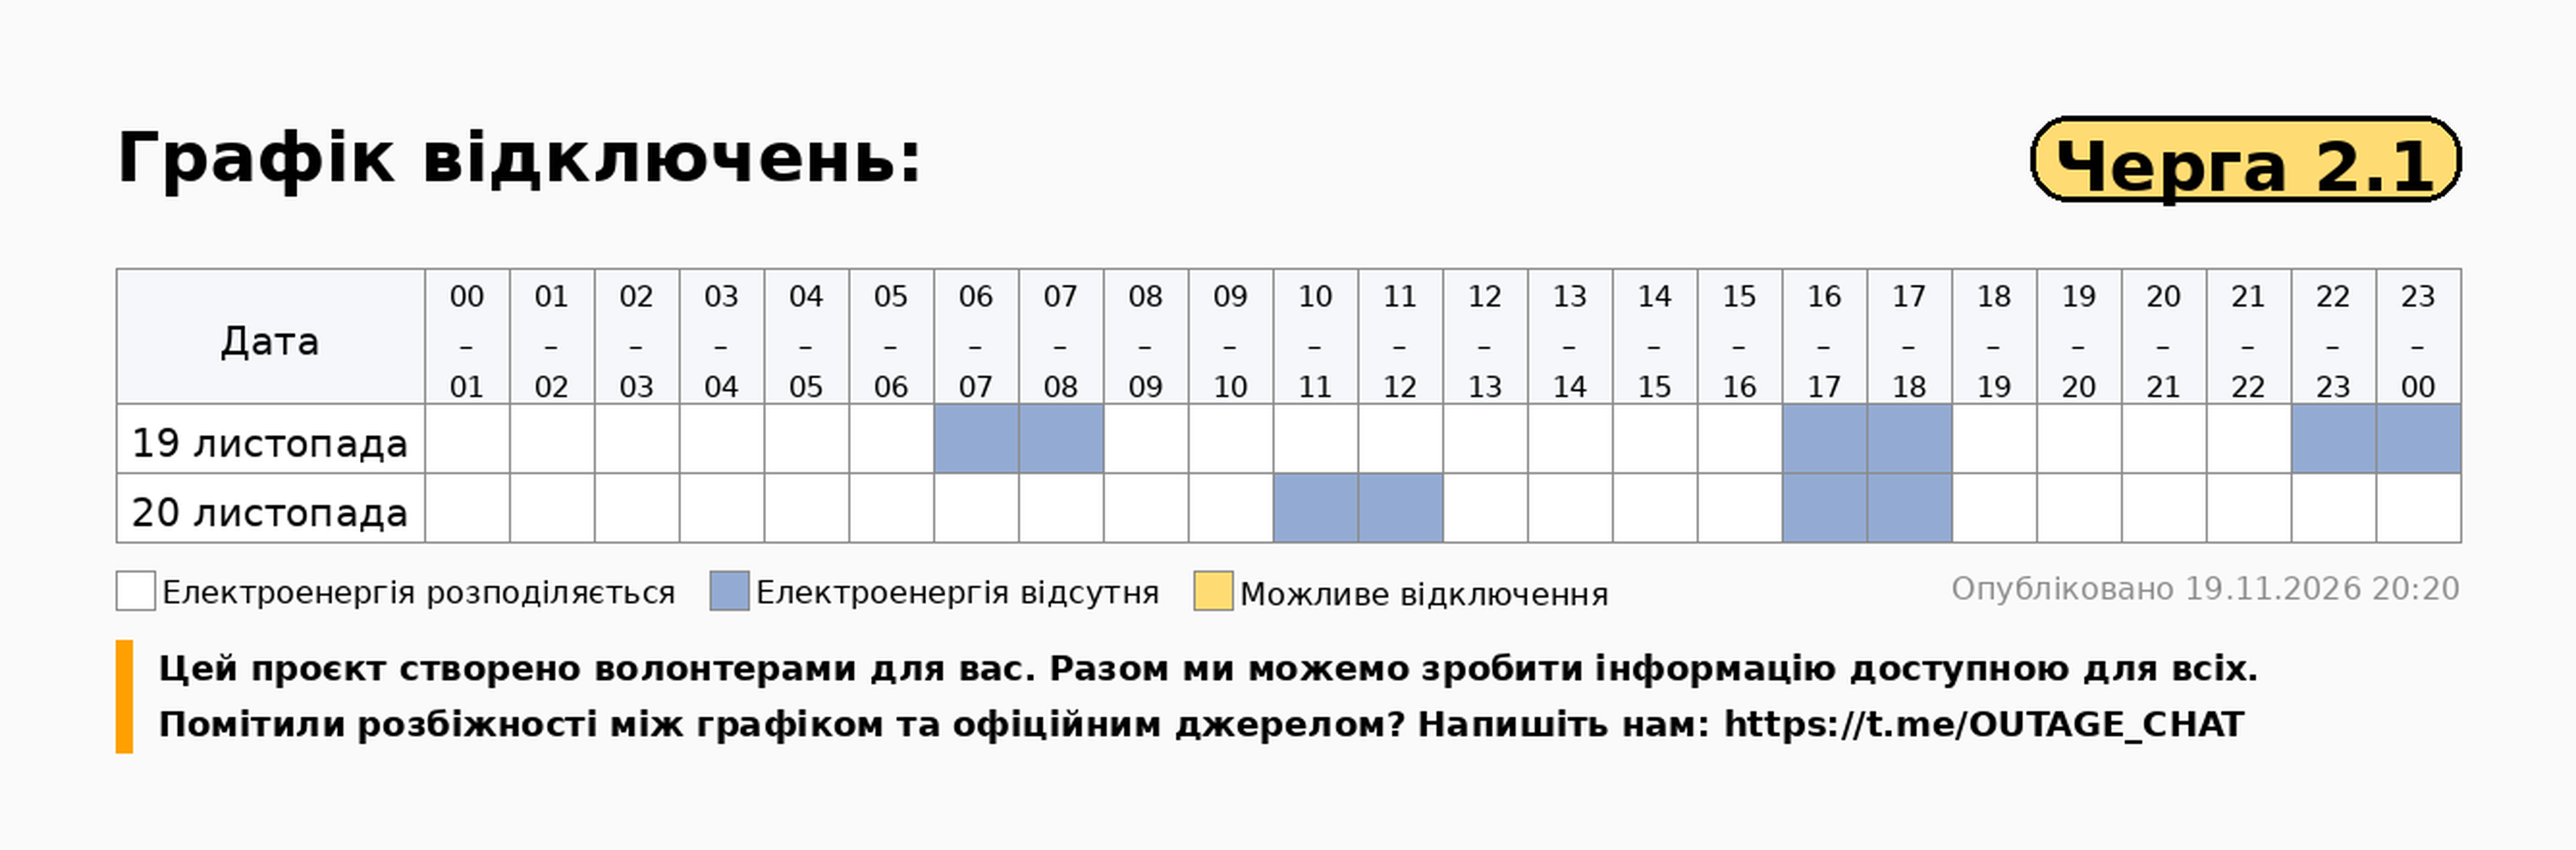 Графік відключень:
Черга 2.1
Дата 00 – 01 01 – 02 02 – 03 03 – 04 04 – 05 05 – 06 06 – 07 07 – 08 08 – 09 09 – 10 10 – 11 11 – 12 12 – 13 13 – 14 14 – 15 15 – 16 16 – 17 17 – 18 18 – 19 19 – 20 20 – 21 21 – 22 22 – 23 23 – 00
19 листопада
20 листопада
Електроенергія розподіляється Електроенергія відсутня Можливе відключення Опубліковано 19.11.2026 20:20
Цей проєкт створено волонтерами для вас. Разом ми можемо зробити інформацію доступною для всіх.
Помітили розбіжності між графіком та офіційним джерелом? Напишіть нам: https://t.me/OUTAGE_CHAT